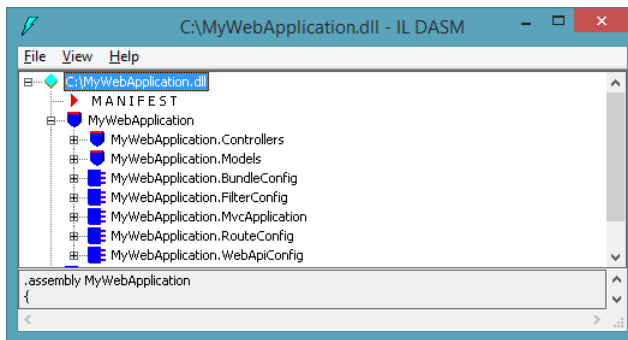 C:\MyWebApplication.dll - IL DASM
File View Help
C:\MyWebApplication.dll
M A N I F E S T
MyWebApplication
MyWebApplication.Controllers
MyWebApplication.Models
MyWebApplication.BundleConfig
MyWebApplication.FilterConfig
MyWebApplication.MvcApplication
MyWebApplication.RouteConfig
MyWebApplication.WebApiConfig
.assembly MyWebApplication
{